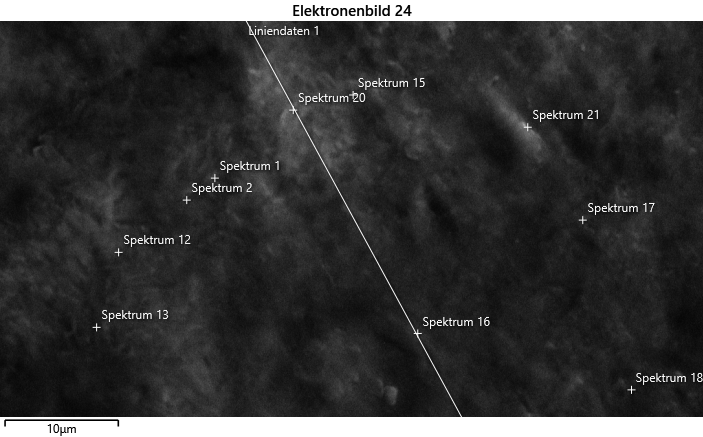 Elektronenbild 24
Liniendaten 1
Spektrum 15
Spektrum 20
Spektrum 21
Spektrum 1
Spektrum 2
Spektrum 17
Spektrum 12
Spektrum 13
Spektrum 16
Spektrum 18
10µm